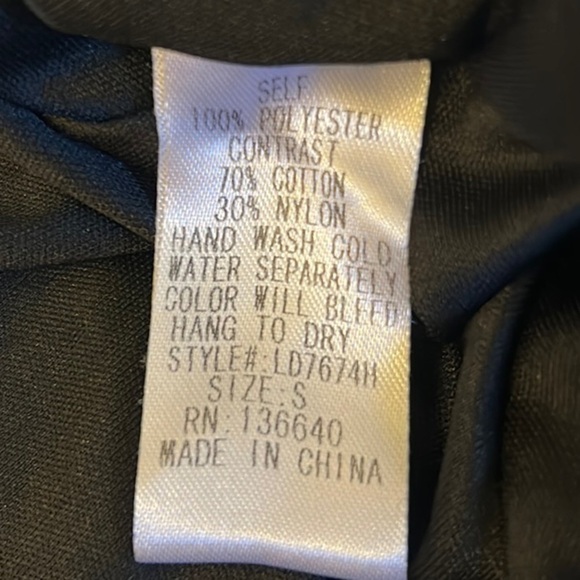 SELF
100% POLYESTER
CONTRAST
70% COTTON
30% NYLON
HAND WASH COLD
WATER SEPARATELY
COLOR WILL BLEED
HANG TO DRY
STYLE#:LD7674H
SIZE:S
RN:136640
MADE IN CHINA